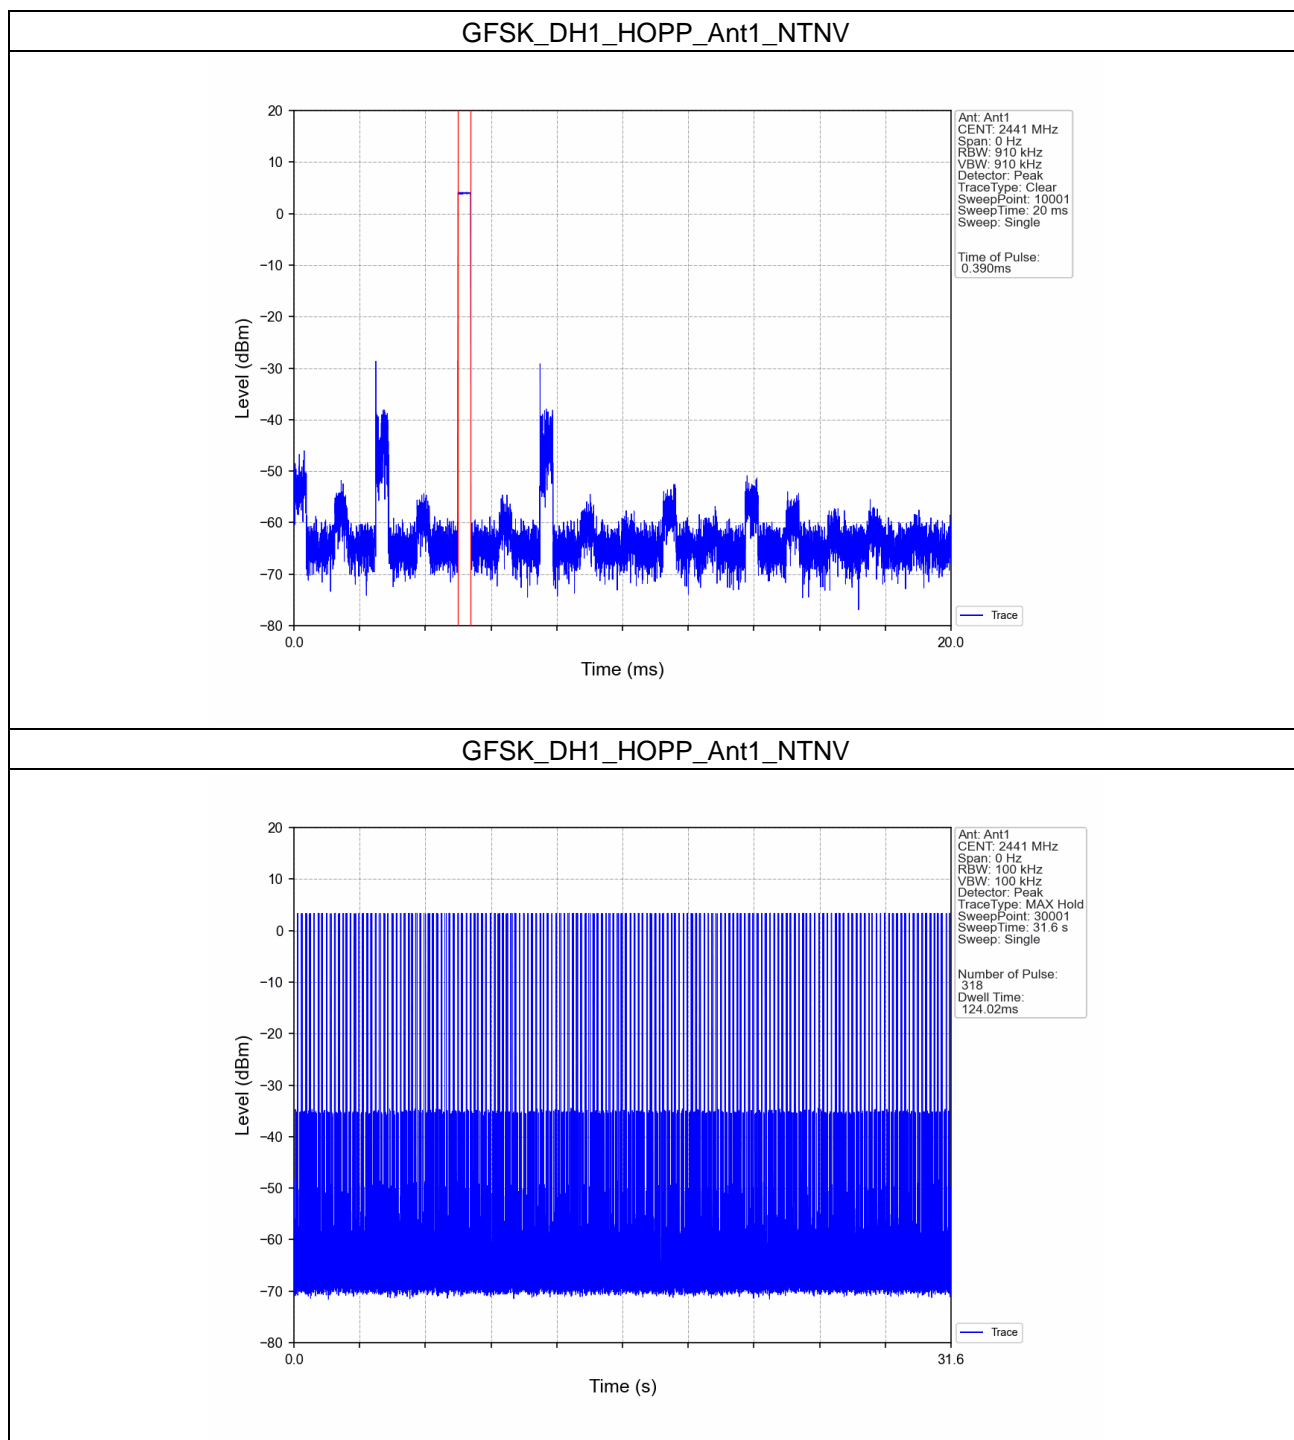 GFSK_DH1_HOPP_Ant1_NTNV
20
10
0
−10
−20
−30
−40
−50
−60
−70
−80
Level (dBm)
0.0
20.0
Time (ms)
Ant: Ant1
CENT: 2441 MHz
Span: 0 Hz
RBW: 910 kHz
VBW: 910 kHz
Detector: Peak
TraceType: Clear
SweepPoint: 10001
SweepTime: 20 ms
Sweep: Single
Time of Pulse:
0.390ms
Trace
GFSK_DH1_HOPP_Ant1_NTNV
20
10
0
−10
−20
−30
−40
−50
−60
−70
−80
Level (dBm)
0.0
31.6
Time (s)
Ant: Ant1
CENT: 2441 MHz
Span: 0 Hz
RBW: 100 kHz
VBW: 100 kHz
Detector: Peak
TraceType: MAX Hold
SweepPoint: 30001
SweepTime: 31.6 s
Sweep: Single
Number of Pulse:
318
Dwell Time:
124.02ms
Trace